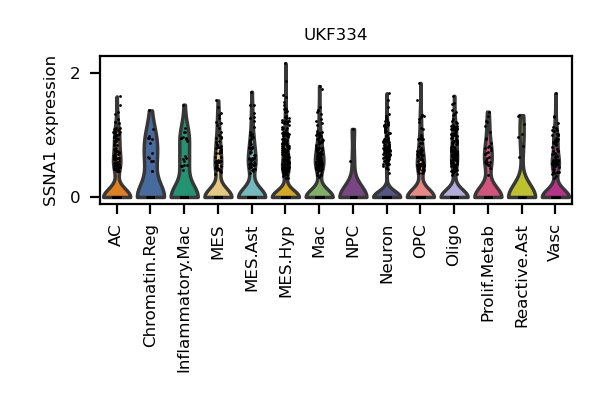 UKF334
SSNA1 expression
2
0
AC
Chromatin.Reg
Inflammatory.Mac
MES
MES.Ast
MES.Hyp
Mac
NPC
Neuron
OPC
Oligo
Prolif.Metab
Reactive.Ast
Vasc